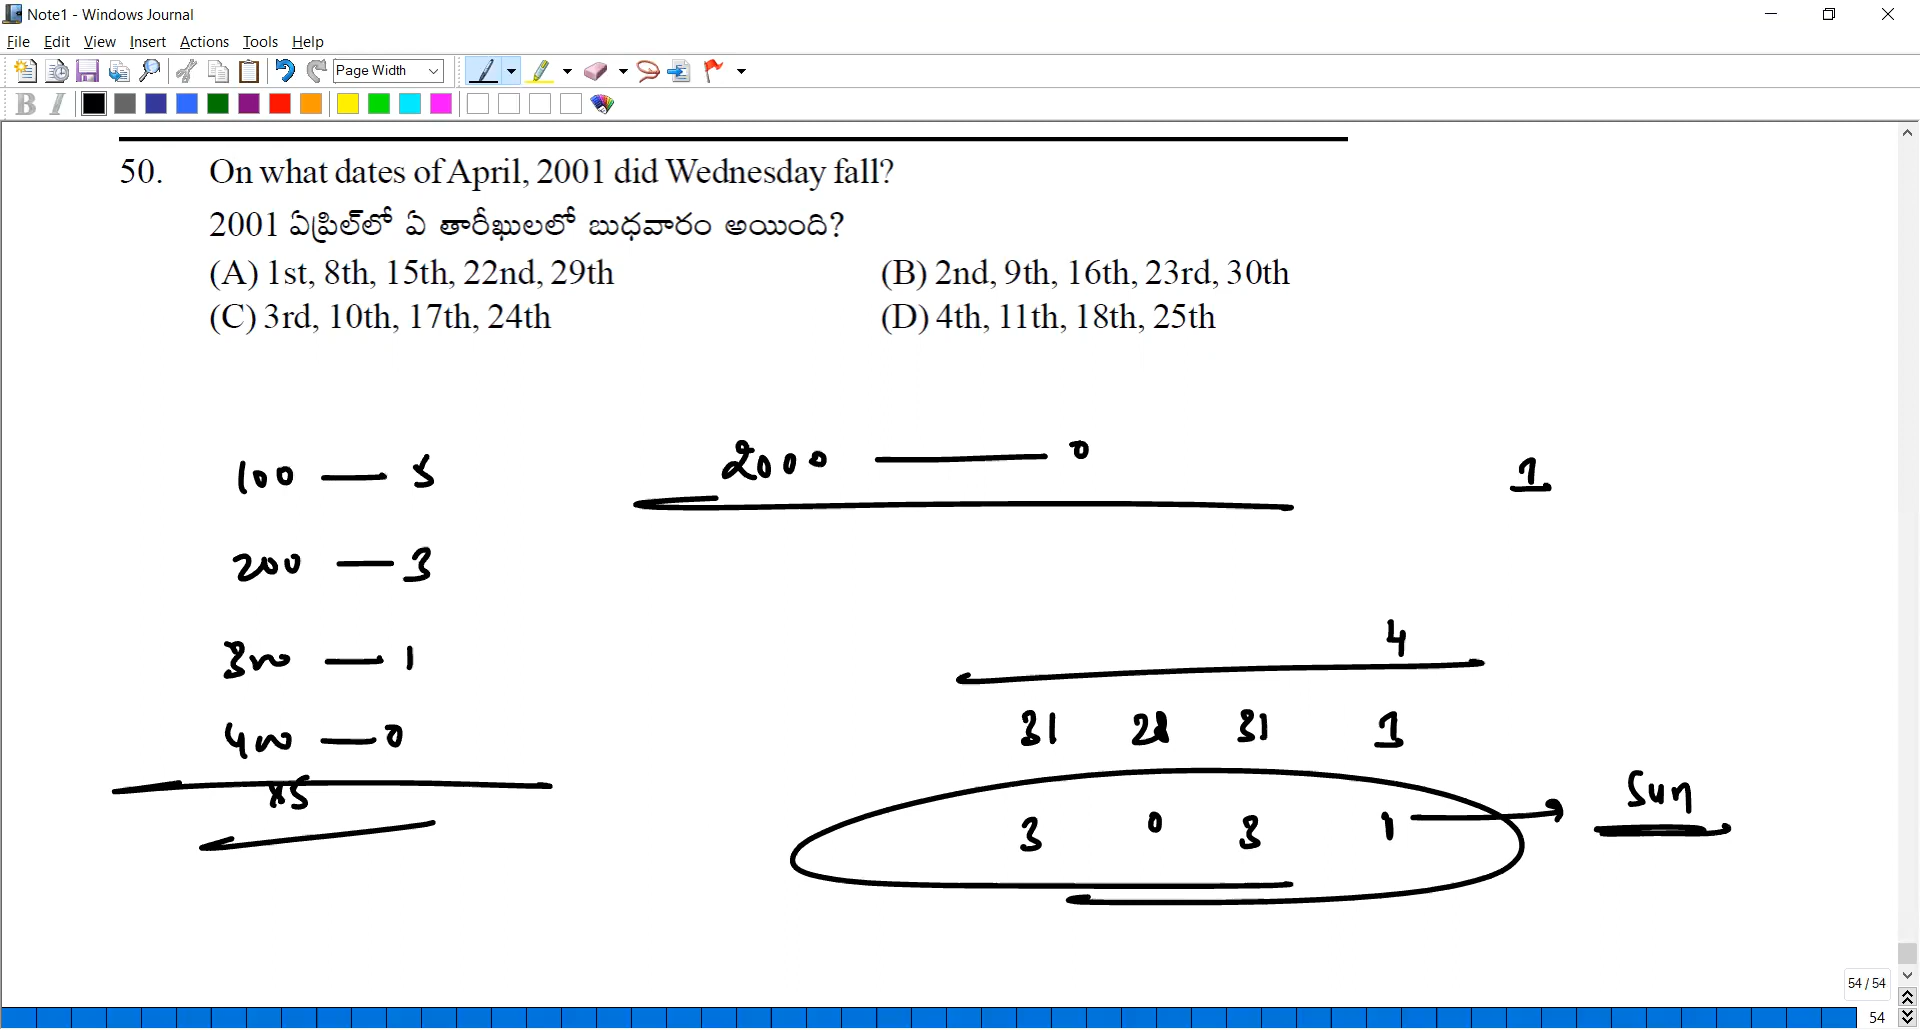 Note1 - Windows Journal
File Edit View Insert Actions Tools Help
Page Width
B I
50. On what dates of April, 2001 did Wednesday fall?
2001 ఏప్రిల్‌లో ఏ తారీఖులలో బుధవారం అయింది?
(A) 1st, 8th, 15th, 22nd, 29th (B) 2nd, 9th, 16th, 23rd, 30th
(C) 3rd, 10th, 17th, 24th (D) 4th, 11th, 18th, 25th
100 — 5 2000 — 0 1
200 — 3
300 — 1 4
400 — 0 31 28 31 1
x5 Sun
3 0 3 1
54 / 54
54